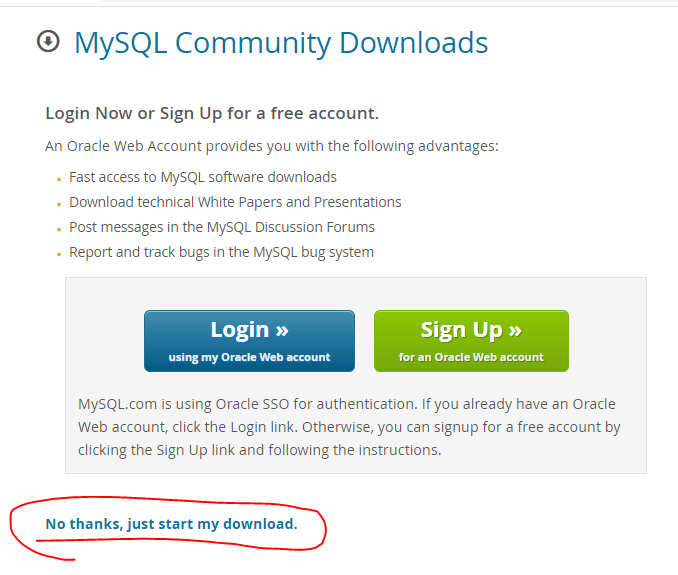 MySQL Community Downloads
Login Now or Sign Up for a free account.
An Oracle Web Account provides you with the following advantages:
Fast access to MySQL software downloads
Download technical White Papers and Presentations
Post messages in the MySQL Discussion Forums
Report and track bugs in the MySQL bug system
Login »
using my Oracle Web account
Sign Up »
for an Oracle Web account
MySQL.com is using Oracle SSO for authentication. If you already have an Oracle
Web account, click the Login link. Otherwise, you can signup for a free account by
clicking the Sign Up link and following the instructions.
No thanks, just start my download.